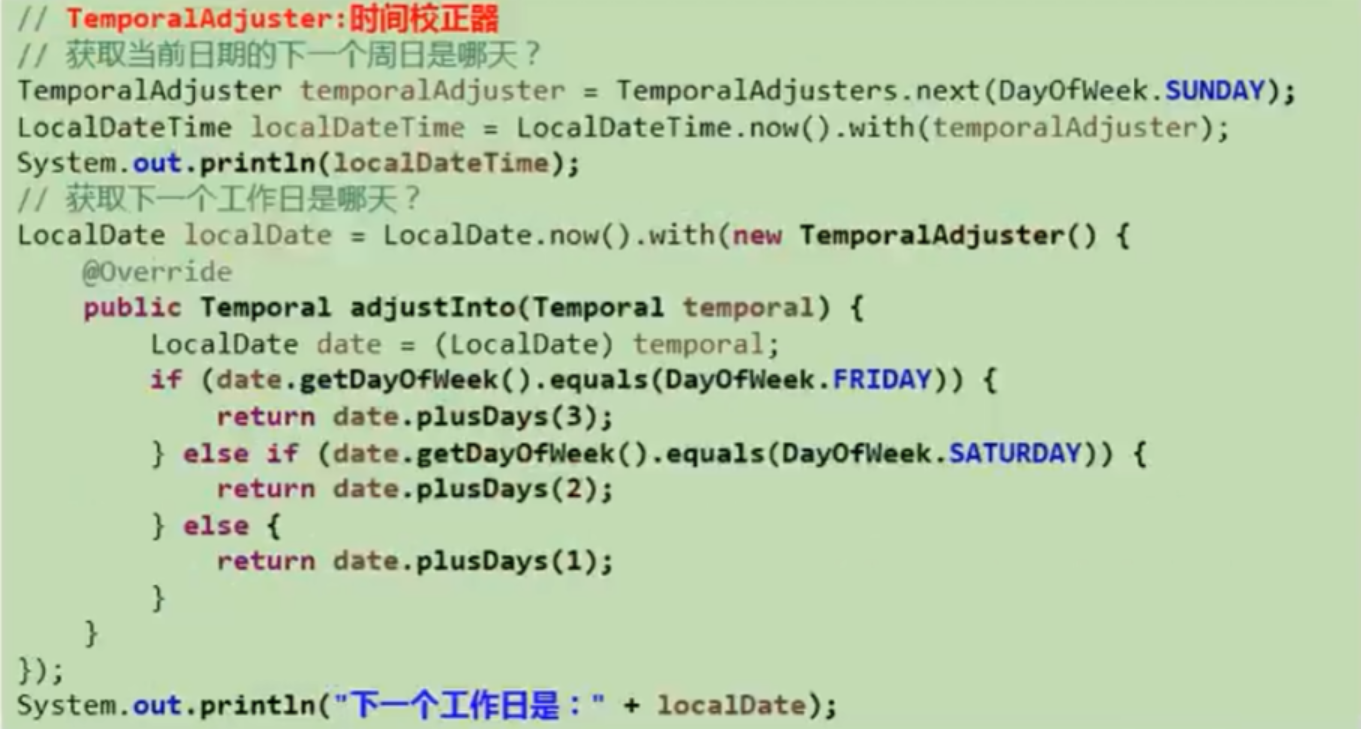 // TemporalAdjuster:时间校正器
// 获取当前日期的下一个周日是哪天？
TemporalAdjuster temporalAdjuster = TemporalAdjusters.next(DayOfWeek.SUNDAY);
LocalDateTime localDateTime = LocalDateTime.now().with(temporalAdjuster);
System.out.println(localDateTime);
// 获取下一个工作日是哪天？
LocalDate localDate = LocalDate.now().with(new TemporalAdjuster() {
    @Override
    public Temporal adjustInto(Temporal temporal) {
        LocalDate date = (LocalDate) temporal;
        if (date.getDayOfWeek().equals(DayOfWeek.FRIDAY)) {
            return date.plusDays(3);
        } else if (date.getDayOfWeek().equals(DayOfWeek.SATURDAY)) {
            return date.plusDays(2);
        } else {
            return date.plusDays(1);
        }
    }
});
System.out.println("下一个工作日是：" + localDate);